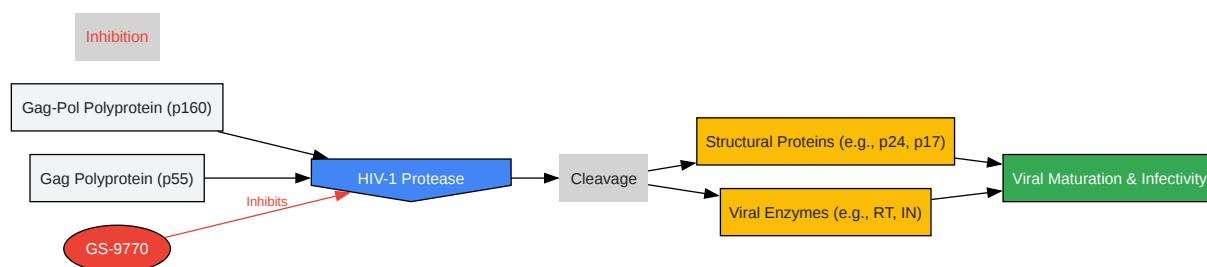 Inhibition
Gag-Pol Polyprotein (p160)
Gag Polyprotein (p55)
GS-9770
Inhibits
HIV-1 Protease
Cleavage
Structural Proteins (e.g., p24, p17)
Viral Enzymes (e.g., RT, IN)
Viral Maturation & Infectivity